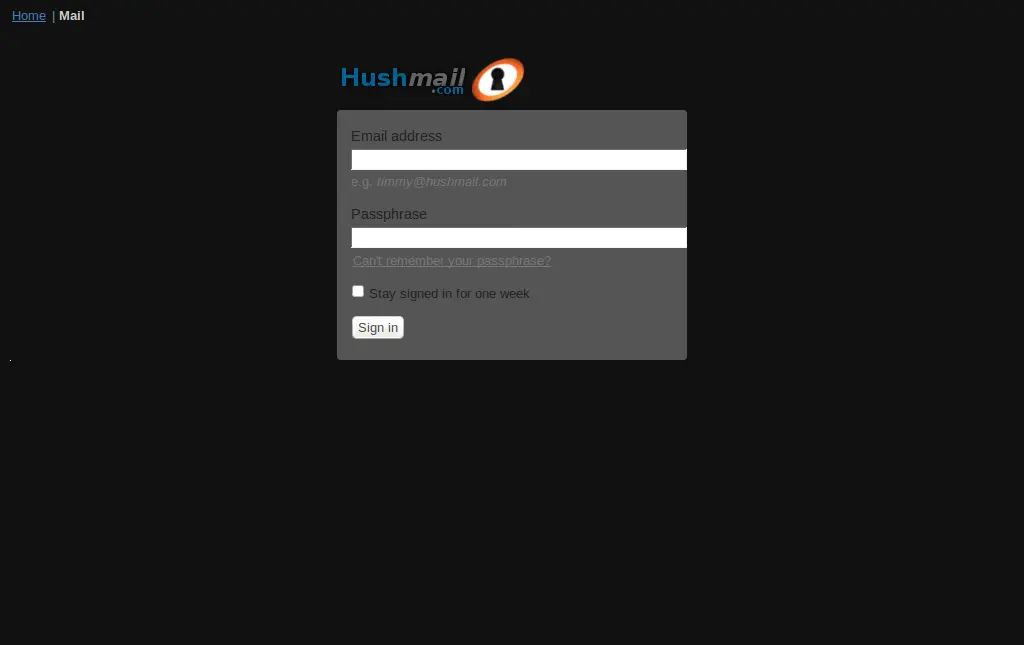 Home | Mail
Hushmail
.com
Email address
e.g. timmy@hushmail.com
Passphrase
Can't remember your passphrase?
Stay signed in for one week
Sign in